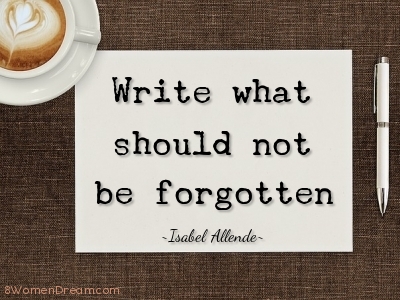 Write what
should not
be forgotten
~Isabel Allende~
8WomenDream.com